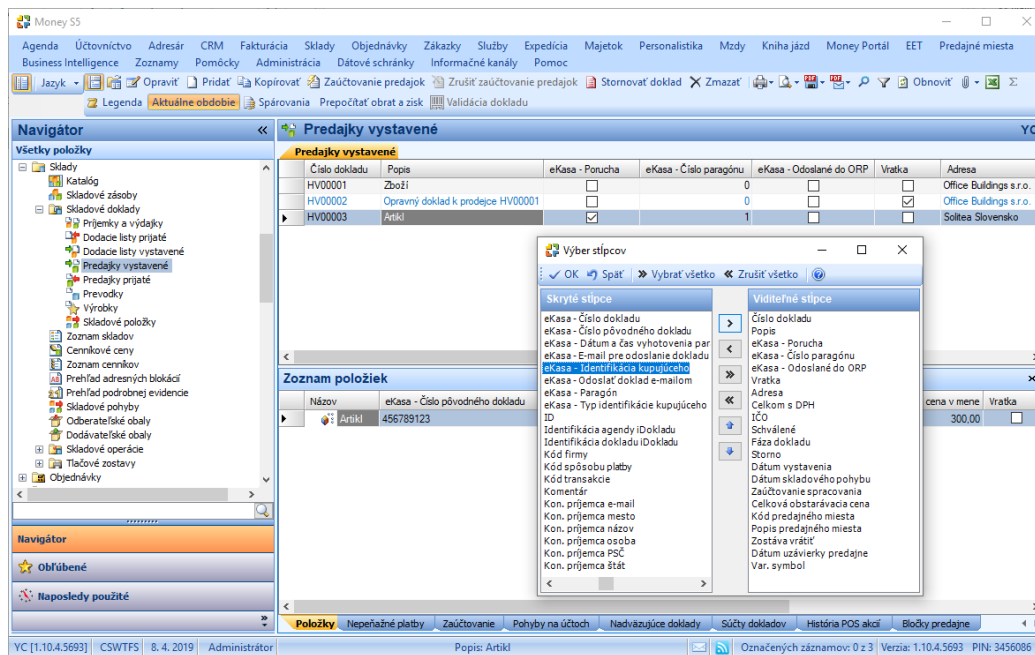 Money S5
Agenda Účtovníctvo Adresár CRM Fakturácia Sklady Objednávky Zákazky Služby Expedícia Majetok Personalistika Mzdy Kniha jázd Money Portál EET Predajné miesta
Business Intelligence Zoznamy Pomôcky Administrácia Dátové schránky Informačné kanály Pomoc
Jazyk Opraviť Pridať Kopírovať Zaúčtovanie predajok Zrušiť zaúčtovanie predajok Stornovať doklad Zmazať Obnoviť
Legenda Aktuálne obdobie Spárovania Prepočítať obrat a zisk Validácia dokladu
Navigátor
Všetky položky
Sklady
Katalóg
Skladové zásoby
Skladové doklady
Príjemky a výdajky
Dodacie listy prijaté
Dodacie listy vystavené
Predajky vystavené
Predajky prijaté
Prevodky
Výrobky
Skladové položky
Zoznam skladov
Cenníkové ceny
Zoznam cenníkov
Prehľad adresných blokácií
Prehľad podrobnej evidencie
Skladové pohyby
Odberateľské obaly
Dodávateľské obaly
Skladové operácie
Tlačové zostavy
Objednávky
Navigátor
Obľúbené
Naposledy použité
Predajky vystavené YC
Predajky vystavené
Číslo dokladu Popis eKasa - Porucha eKasa - Číslo paragónu eKasa - Odoslané do ORP Vratka Adresa
HV00001 Zboží 0 Office Buildings s.r.o.
HV00002 Opravný doklad k prodejce HV00001 0 Office Buildings s.r.o.
HV00003 Artikl 1 Solitea Slovensko
Zoznam položiek
Názov eKasa - Číslo pôvodného dokladu cena v mene Vratka
Artikl 456789123 300,00
Výber stĺpcov
OK Späť Vybrať všetko Zrušiť všetko
Skryté stĺpce
eKasa - Číslo dokladu
eKasa - Číslo pôvodného dokladu
eKasa - Dátum a čas vyhotovenia par
eKasa - E-mail pre odoslanie dokladu
eKasa - Identifikácia kupujúceho
eKasa - Odoslať doklad e-mailom
eKasa - Paragón
eKasa - Typ identifikácie kupujúceho
ID
Identifikácia agendy iDokladu
Identifikácia dokladu iDokladu
Kód firmy
Kód spôsobu platby
Kód transakcie
Komentár
Kon. príjemca e-mail
Kon. príjemca mesto
Kon. príjemca názov
Kon. príjemca osoba
Kon. príjemca PSČ
Kon. príjemca štát
Viditeľné stĺpce
Číslo dokladu
Popis
eKasa - Porucha
eKasa - Číslo paragónu
eKasa - Odoslané do ORP
Vratka
Adresa
Celkom s DPH
IČO
Schválené
Fáza dokladu
Storno
Dátum vystavenia
Dátum skladového pohybu
Zaúčtovanie spracovania
Celková obstarávacia cena
Kód predajného miesta
Popis predajného miesta
Zostáva vrátiť
Dátum uzávierky predajne
Var. symbol
Položky Nepeňažné platby Zaúčtovanie Pohyby na účtoch Nadväzujúce doklady Súčty dokladov História POS akcií Bločky predajne
YC [1.10.4.5693] CSWTFS 8. 4. 2019 Administrátor Popis: Artikl Označených záznamov: 0 z 3 Verzia: 1.10.4.5693 PIN: 3456086